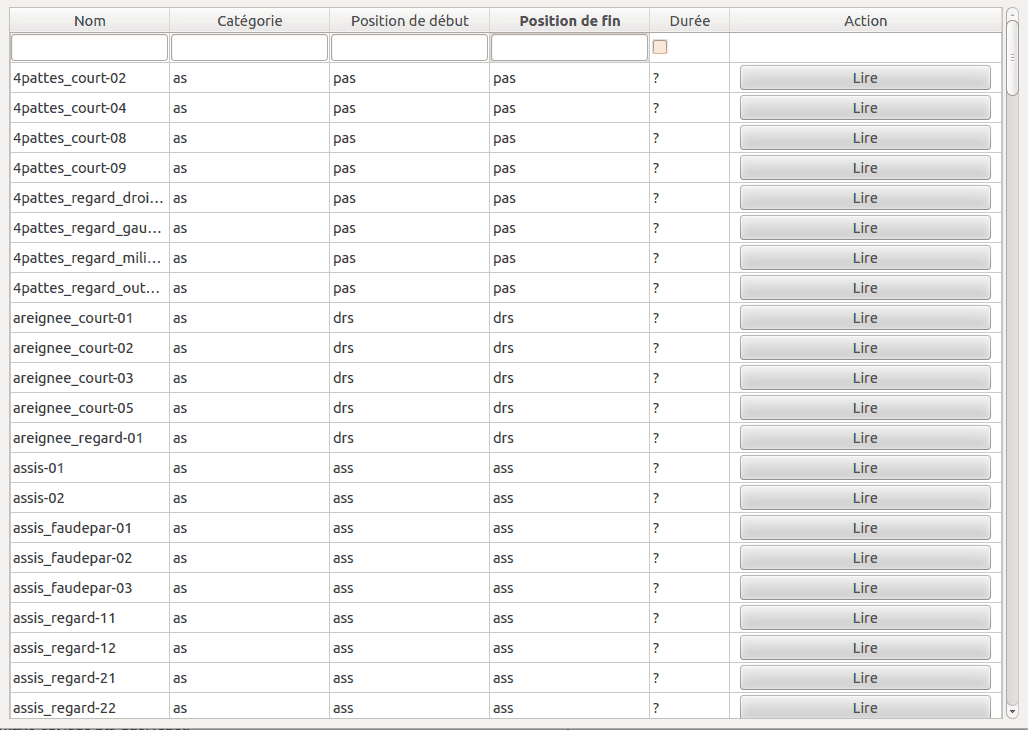 Nom Catégorie Position de début Position de fin Durée Action
4pattes_court-02 as pas pas ? Lire
4pattes_court-04 as pas pas ? Lire
4pattes_court-08 as pas pas ? Lire
4pattes_court-09 as pas pas ? Lire
4pattes_regard_droi... as pas pas ? Lire
4pattes_regard_gau... as pas pas ? Lire
4pattes_regard_mili... as pas pas ? Lire
4pattes_regard_out... as pas pas ? Lire
areignee_court-01 as drs drs ? Lire
areignee_court-02 as drs drs ? Lire
areignee_court-03 as drs drs ? Lire
areignee_court-05 as drs drs ? Lire
areignee_regard-01 as drs drs ? Lire
assis-01 as ass ass ? Lire
assis-02 as ass ass ? Lire
assis_faudepar-01 as ass ass ? Lire
assis_faudepar-02 as ass ass ? Lire
assis_faudepar-03 as ass ass ? Lire
assis_regard-11 as ass ass ? Lire
assis_regard-12 as ass ass ? Lire
assis_regard-21 as ass ass ? Lire
assis_regard-22 as ass ass ? Lire